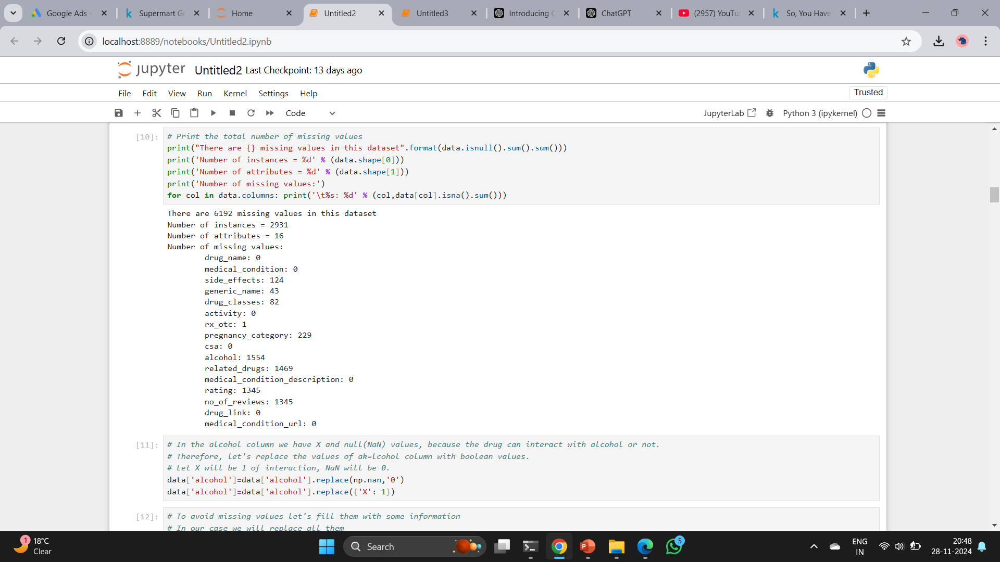 Google Ads -
Supermart Gr
Home
Untitled2
Untitled3
Introducing C
ChatGPT
(2957) YouTu
So, You Have
localhost:8889/notebooks/Untitled2.ipynb
jupyter
Untitled2 Last Checkpoint: 13 days ago
File Edit View Run Kernel Settings Help
Trusted
Code
JupyterLab
Python 3 (ipykernel)
[10]:
# Print the total number of missing values
print("There are {} missing values in this dataset".format(data.isnull().sum().sum()))
print('Number of instances = %d' % (data.shape[0]))
print('Number of attributes = %d' % (data.shape[1]))
print('Number of missing values:')
for col in data.columns: print('\t%s: %d' % (col,data[col].isna().sum()))
There are 6192 missing values in this dataset
Number of instances = 2931
Number of attributes = 16
Number of missing values:
drug_name: 0
medical_condition: 0
side_effects: 124
generic_name: 43
drug_classes: 82
activity: 0
rx_otc: 1
pregnancy_category: 229
csa: 0
alcohol: 1554
related_drugs: 1469
medical_condition_description: 0
rating: 1345
no_of_reviews: 1345
drug_link: 0
medical_condition_url: 0
[11]:
# In the alcohol column we have X and null(NaN) values, because the drug can interact with alcohol or not.
# Therefore, let's replace the values of ak=lcohol column with boolean values.
# Let X will be 1 of interaction, NaN will be 0.
data['alcohol']=data['alcohol'].replace(np.nan,'0')
data['alcohol']=data['alcohol'].replace({'X': 1})
[12]:
# To avoid missing values let's fill them with some information
# In our case we will replace all them
1
18°C
Clear
Search
5
ENG
IN
20:48
28-11-2024